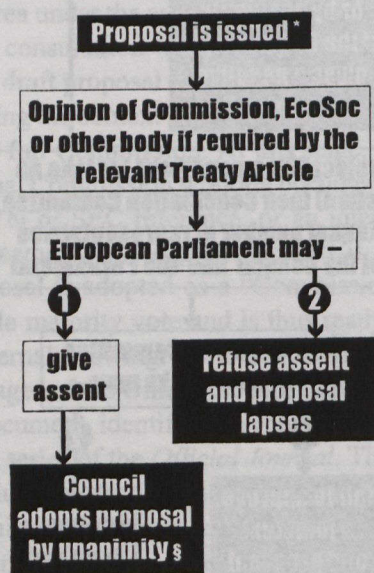 Proposal is issued *
Opinion of Commission, EcoSoc
or other body if required by the
relevant Treaty Article
European Parliament may –
1
2
give
assent
refuse assent
and proposal
lapses
Council
adopts proposal
by unanimity §